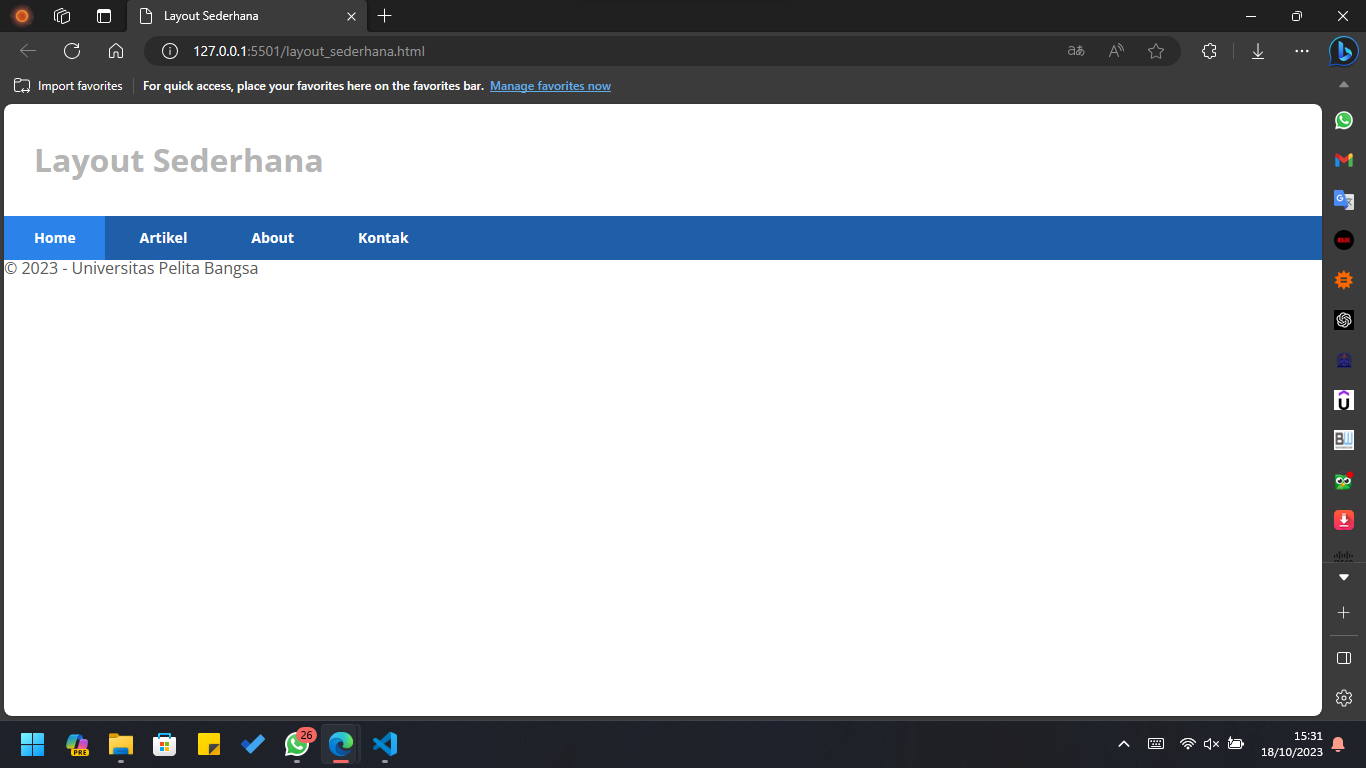 Layout Sederhana
127.0.0.1:5501/layout_sederhana.html
Import favorites
For quick access, place your favorites here on the favorites bar. Manage favorites now
Layout Sederhana
Home Artikel About Kontak
© 2023 - Universitas Pelita Bangsa
PRE
26
15:31
18/10/2023